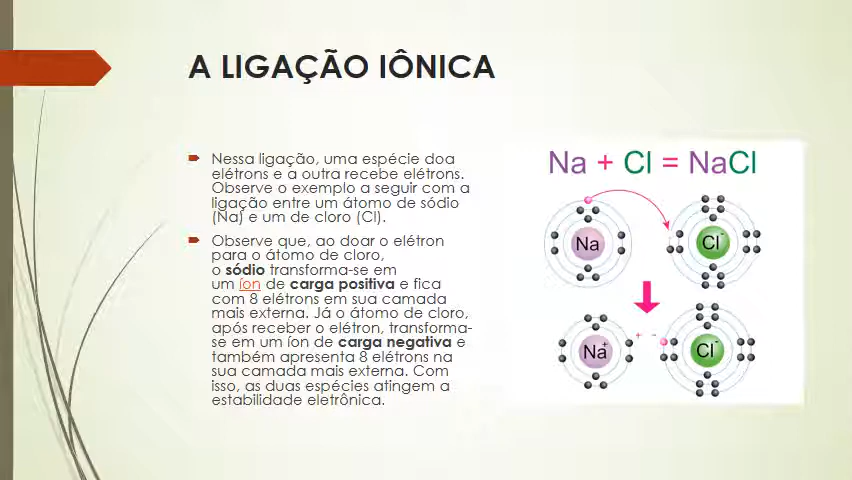 A LIGAÇÃO IÔNICA
Nessa ligação, uma espécie doa
elétrons e a outra recebe elétrons.
Observe o exemplo a seguir com a
ligação entre um átomo de sódio
(Na) e um de cloro (Cl).
Observe que, ao doar o elétron
para o átomo de cloro,
o sódio transforma-se em
um íon de carga positiva e fica
com 8 elétrons em sua camada
mais externa. Já o átomo de cloro,
após receber o elétron, transforma-
se em um íon de carga negativa e
também apresenta 8 elétrons na
sua camada mais externa. Com
isso, as duas espécies atingem a
estabilidade eletrônica.
Na + Cl = NaCl
Na
Cl-
+ -
Na+
Cl-